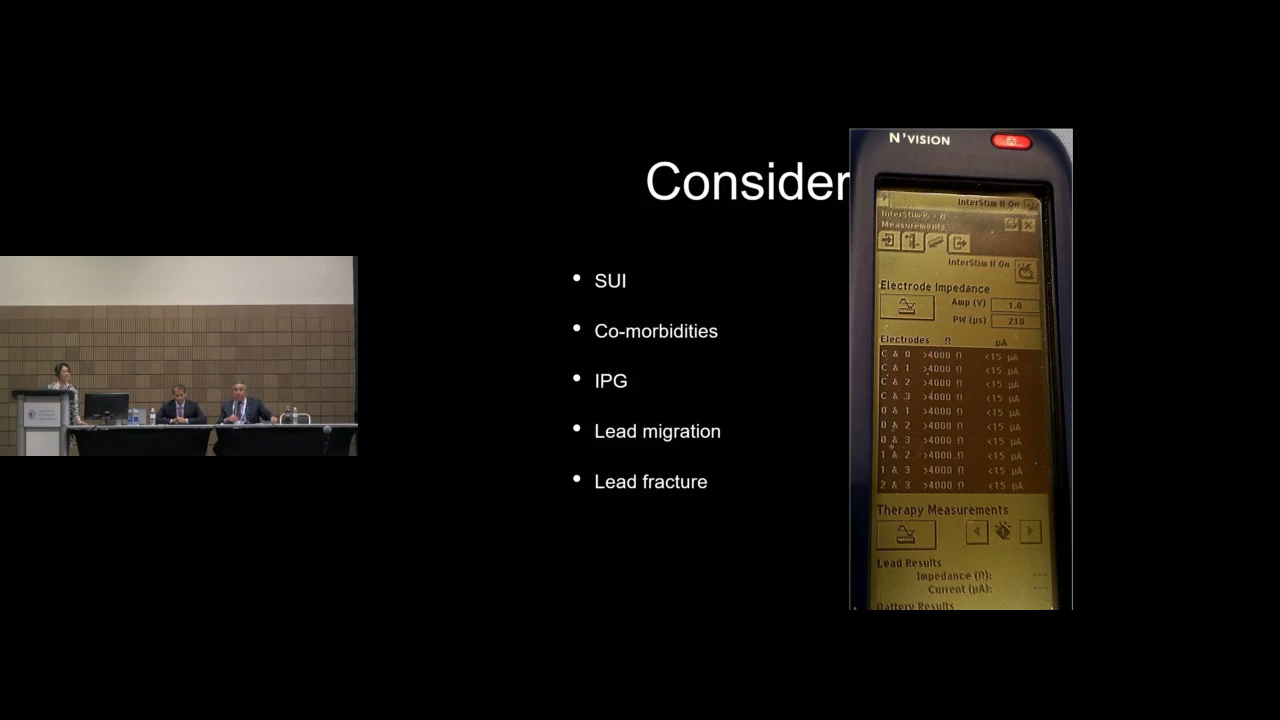 Consider
SUI
Co-morbidities
IPG
Lead migration
Lead fracture
N'VISION
InterStim II On
Measurements
InterStim II On
Electrode Impedance
Amp (V) 1.0
PW (µs) 210
Electrodes Ω µA
C & 0 >4000 Ω <15 µA
C & 1 >4000 Ω <15 µA
C & 2 >4000 Ω <15 µA
C & 3 >4000 Ω <15 µA
0 & 1 >4000 Ω <15 µA
0 & 2 >4000 Ω <15 µA
0 & 3 >4000 Ω <15 µA
1 & 2 >4000 Ω <15 µA
1 & 3 >4000 Ω <15 µA
2 & 3 >4000 Ω <15 µA
Therapy Measurements
Lead Results
Impedance (Ω):
Current (µA):
Battery Results